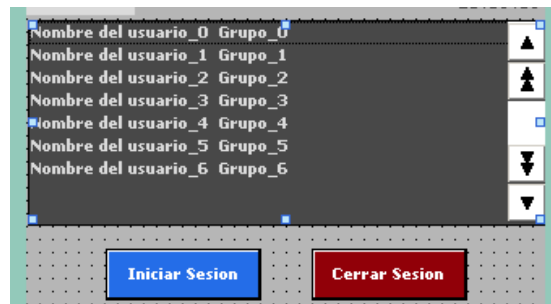 Nombre del usuario_0 Grupo_0
Nombre del usuario_1 Grupo_1
Nombre del usuario_2 Grupo_2
Nombre del usuario_3 Grupo_3
Nombre del usuario_4 Grupo_4
Nombre del usuario_5 Grupo_5
Nombre del usuario_6 Grupo_6
Iniciar Sesion
Cerrar Sesion